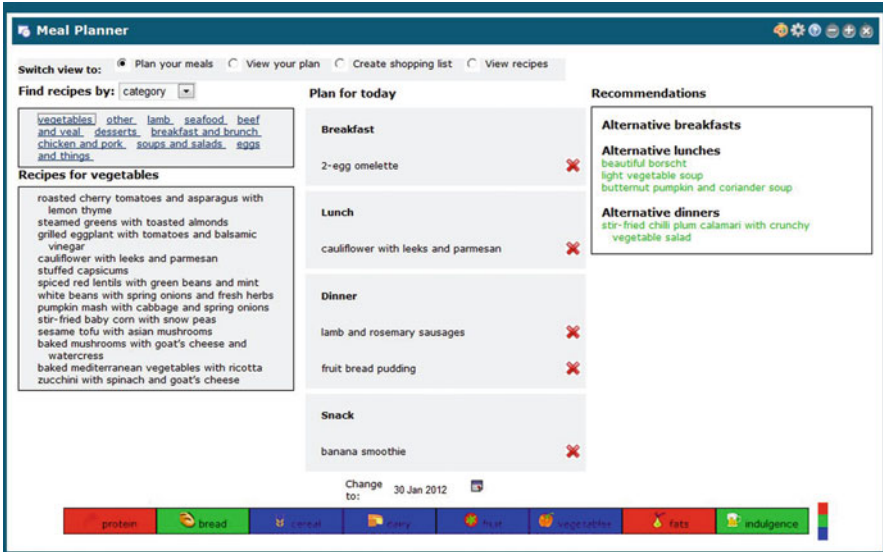 Meal Planner
Switch view to: Plan your meals View your plan Create shopping list View recipes
Find recipes by: category
vegetables other lamb seafood beef
and veal desserts breakfast and brunch
chicken and pork soups and salads eggs
and things
Recipes for vegetables
roasted cherry tomatoes and asparagus with
lemon thyme
steamed greens with toasted almonds
grilled eggplant with tomatoes and balsamic
vinegar
cauliflower with leeks and parmesan
stuffed capsicums
spiced red lentils with green beans and mint
white beans with spring onions and fresh herbs
pumpkin mash with cabbage and spring onions
stir-fried baby corn with snow peas
sesame tofu with asian mushrooms
baked mushrooms with goat's cheese and
watercress
baked mediterranean vegetables with ricotta
zucchini with spinach and goat's cheese
Plan for today
Breakfast
2-egg omelette
Lunch
cauliflower with leeks and parmesan
Dinner
lamb and rosemary sausages
fruit bread pudding
Snack
banana smoothie
Change
to: 30 Jan 2012
Recommendations
Alternative breakfasts
Alternative lunches
beautiful borscht
light vegetable soup
butternut pumpkin and coriander soup
Alternative dinners
stir-fried chilli plum calamari with crunchy
vegetable salad
protein bread cereal dairy fruit vegetables fats indulgence